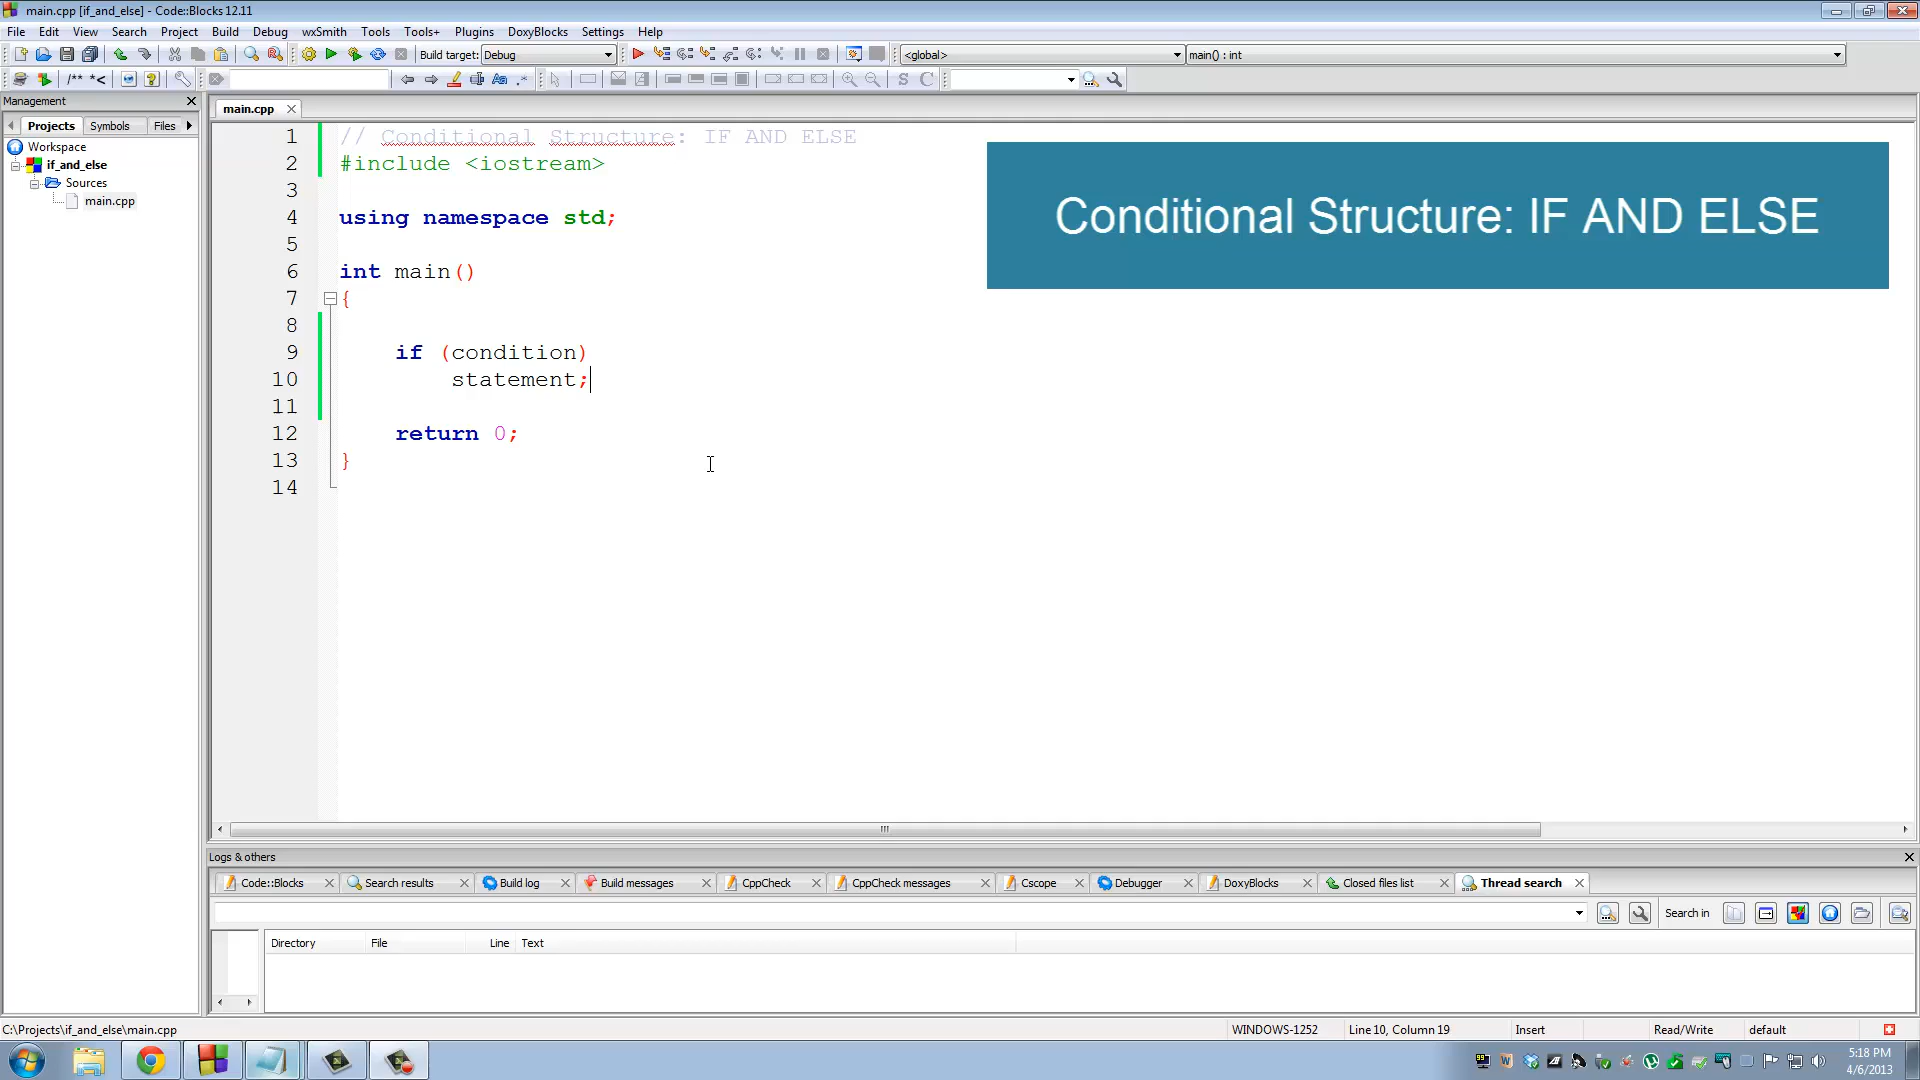 main.cpp [if_and_else] - Code::Blocks 12.11
File Edit View Search Project Build Debug wxSmith Tools Tools+ Plugins DoxyBlocks Settings Help
Build target: Debug <global> main() : int
/** *<
Management
Projects Symbols Files
Workspace
if_and_else
Sources
main.cpp
main.cpp
1 // Conditional Structure: IF AND ELSE
2 #include <iostream>
3
4 using namespace std;
5
6 int main()
7 {
8
9 if (condition)
10 statement;
11
12 return 0;
13 }
14
Conditional Structure: IF AND ELSE
Logs & others
Code::Blocks Search results Build log Build messages CppCheck CppCheck messages Cscope Debugger DoxyBlocks Closed files list Thread search
Search in
Directory File Line Text
C:\Projects\if_and_else\main.cpp WINDOWS-1252 Line 10, Column 19 Insert Read/Write default
5:18 PM
4/6/2013